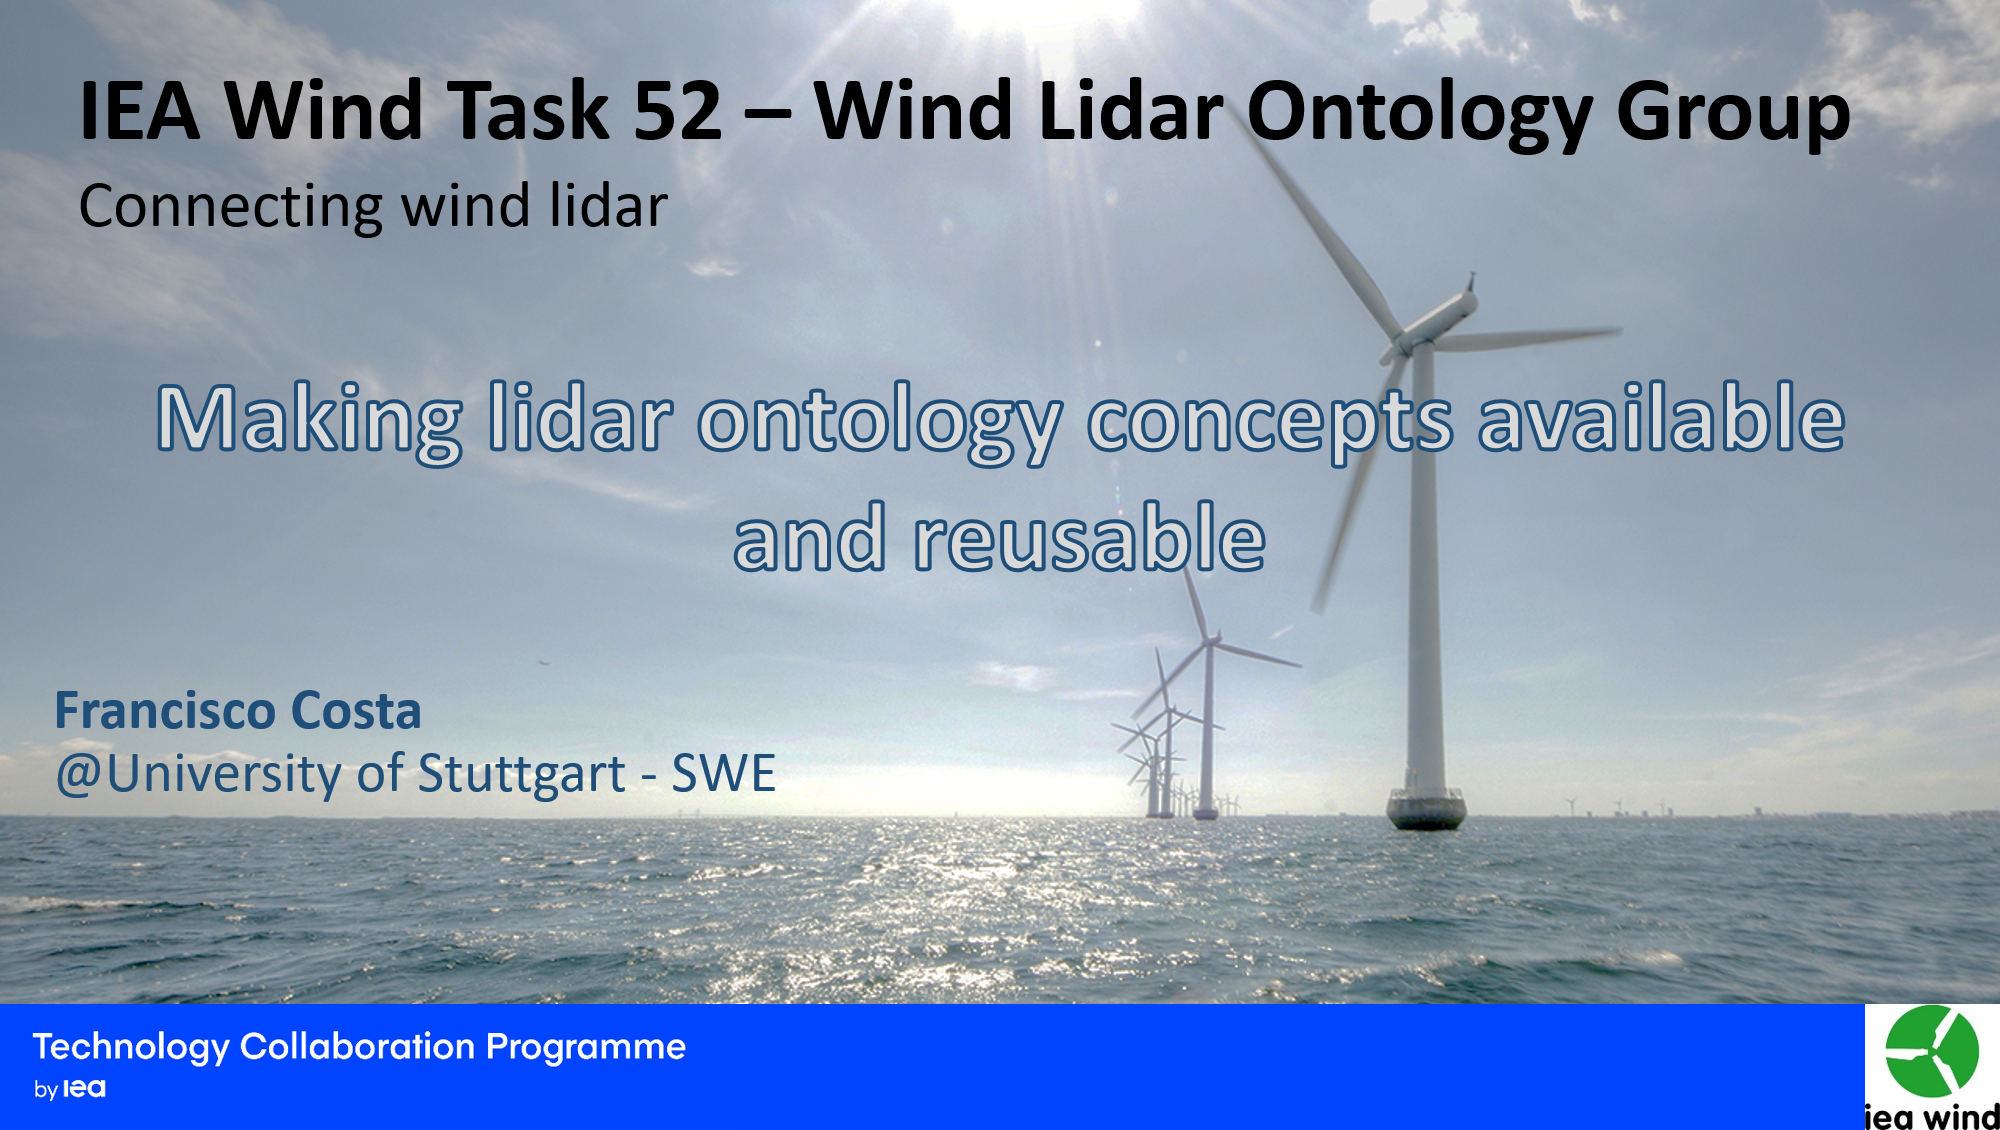 IEA Wind Task 52 – Wind Lidar Ontology Group
Connecting wind lidar
Making lidar ontology concepts available
and reusable
Francisco Costa
@University of Stuttgart - SWE
Technology Collaboration Programme
by iea
iea wind